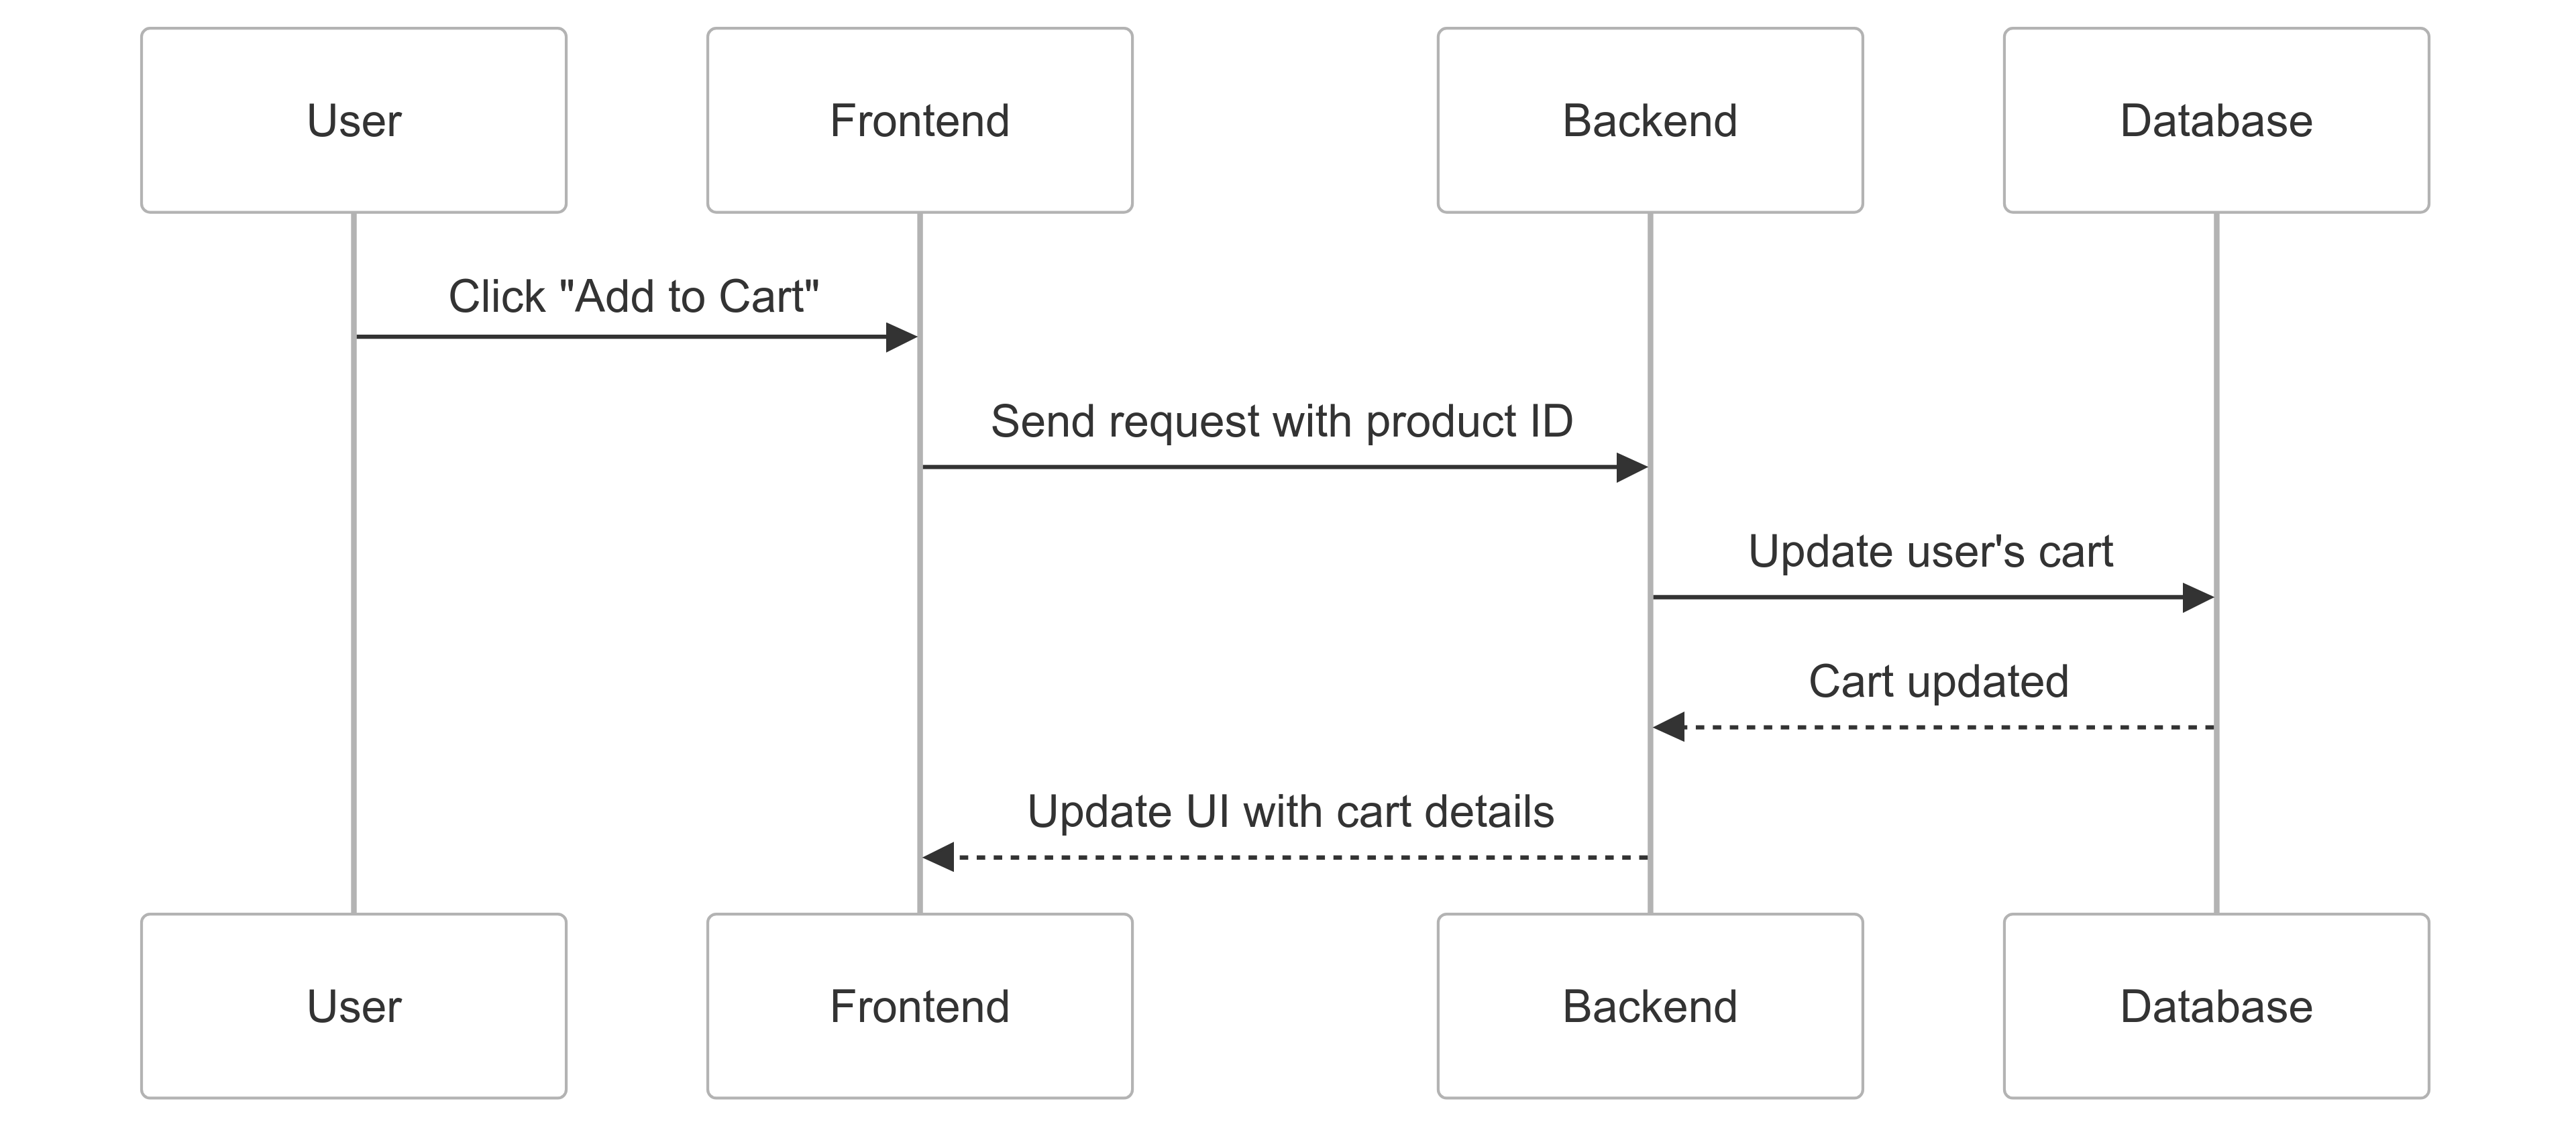 User
Frontend
Backend
Database
Click "Add to Cart"
Send request with product ID
Update user's cart
Cart updated
Update UI with cart details
User
Frontend
Backend
Database